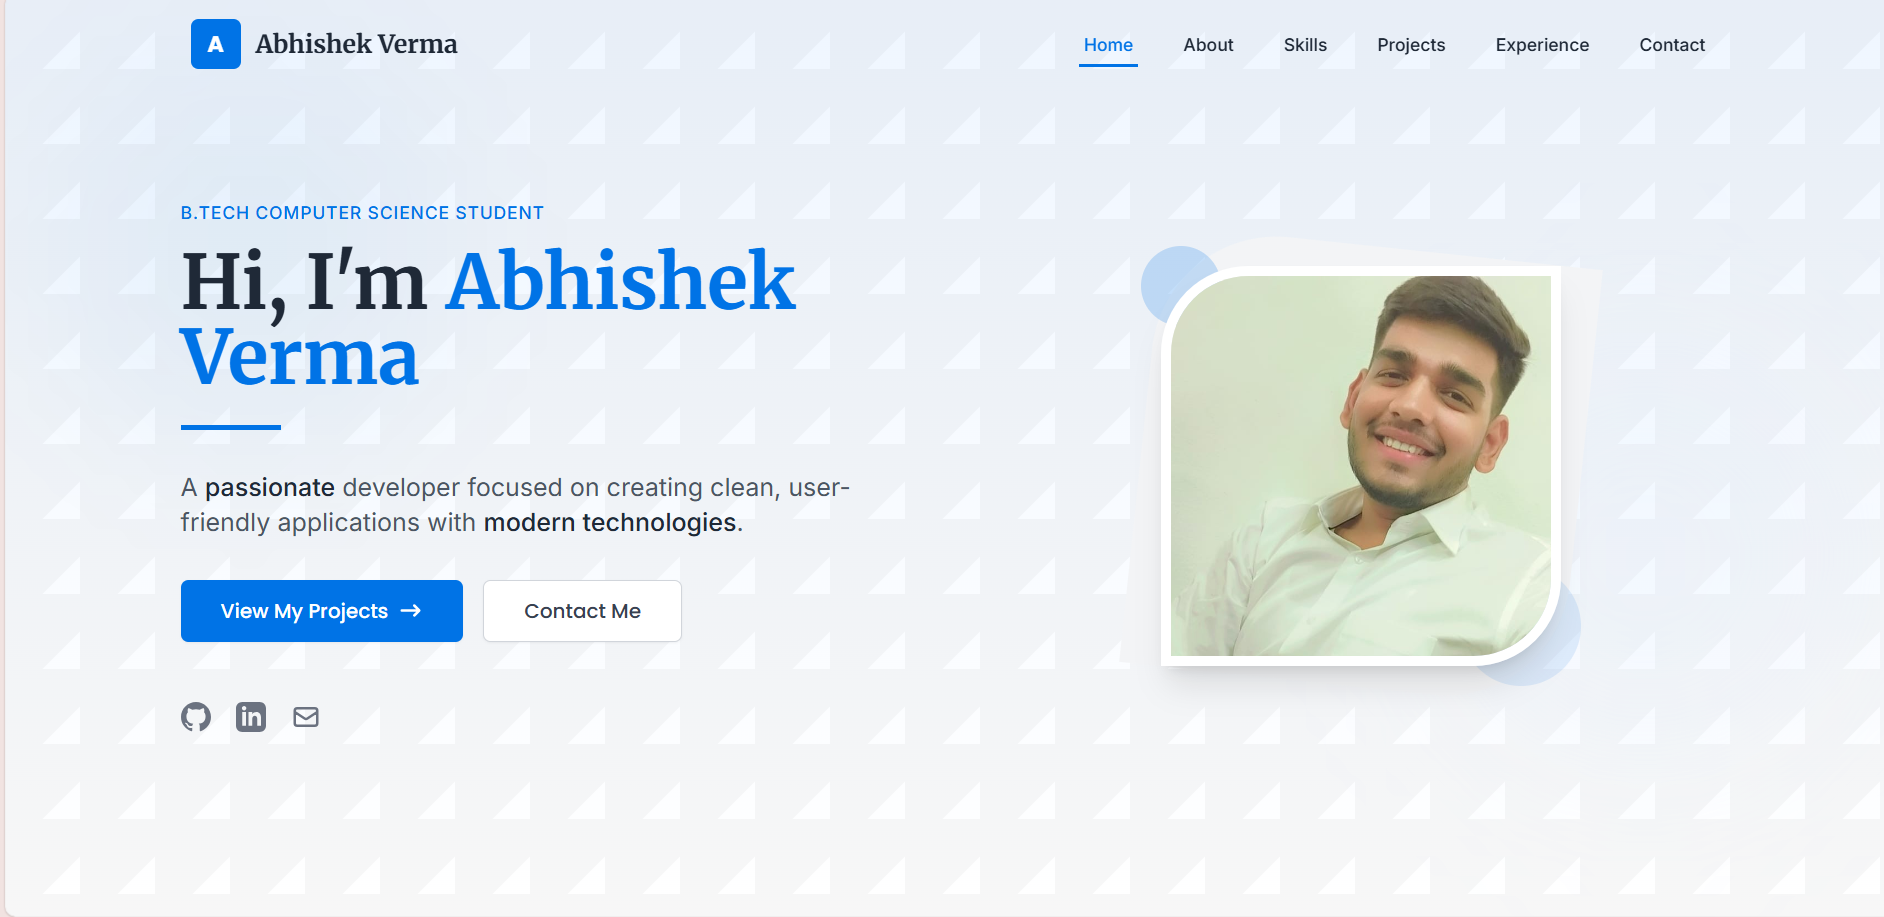 A Abhishek Verma
Home About Skills Projects Experience Contact
B.TECH COMPUTER SCIENCE STUDENT
Hi, I'm Abhishek
Verma
A passionate developer focused on creating clean, user-
friendly applications with modern technologies.
View My Projects →
Contact Me
in